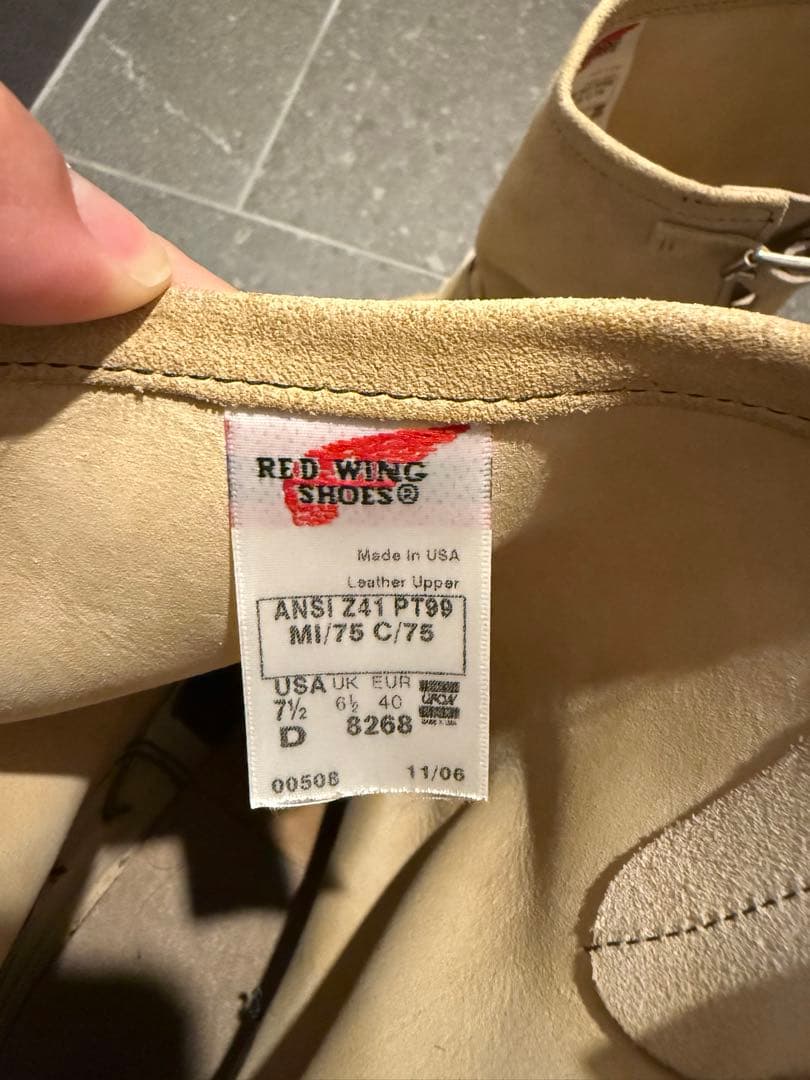 RED WING
SHOES®
Made In USA
Leather Upper
ANSI Z41 PT99
MI/75 C/75
USA UK EUR
7½ 6½ 40
D 8268
00508 11/06